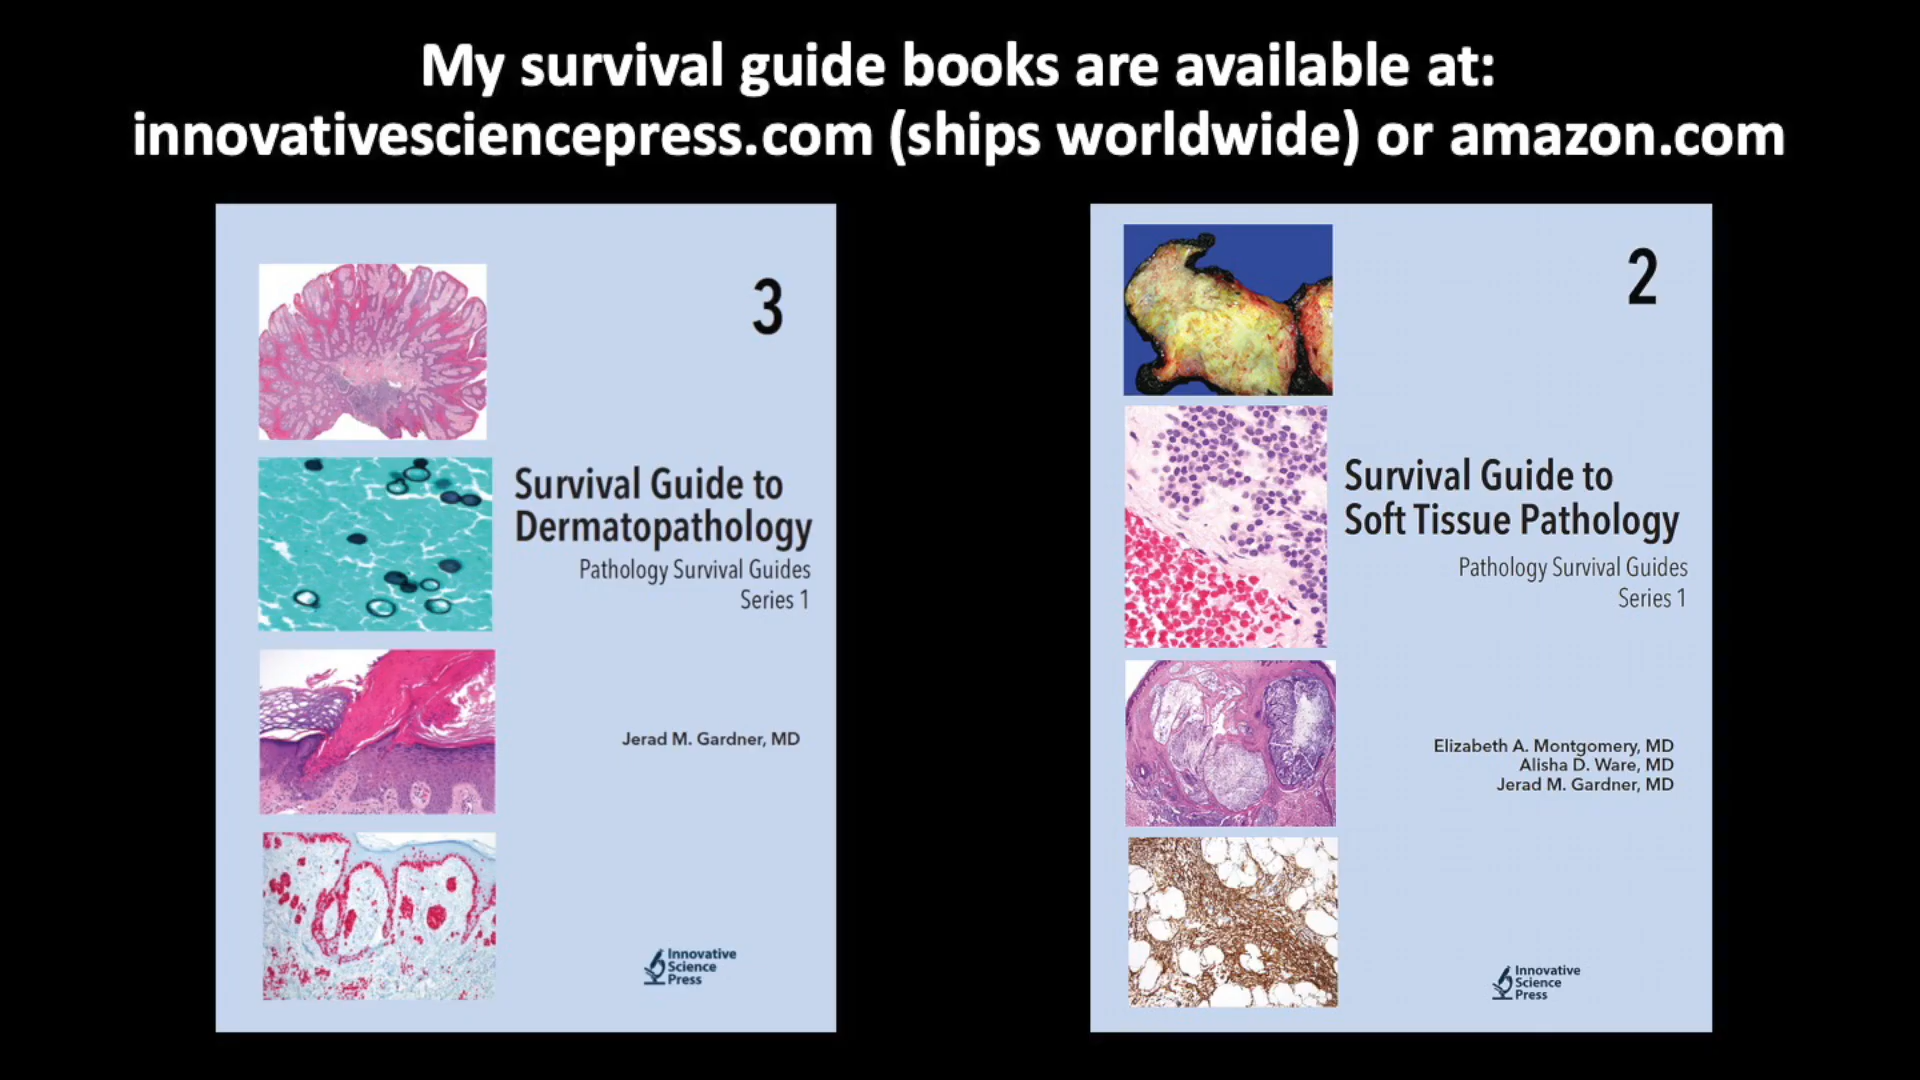 My survival guide books are available at:
innovativesciencepress.com (ships worldwide) or amazon.com
3
Survival Guide to
Dermatopathology
Pathology Survival Guides
Series 1
Jerad M. Gardner, MD
Innovative
Science
Press
2
Survival Guide to
Soft Tissue Pathology
Pathology Survival Guides
Series 1
Elizabeth A. Montgomery, MD
Alisha D. Ware, MD
Jerad M. Gardner, MD
Innovative
Science
Press